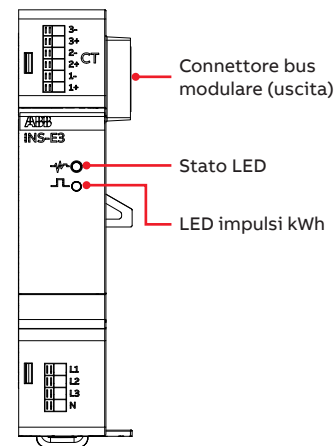 3-
3+
2- CT
2+
1-
1+
Connettore bus
modulare (uscita)
ABB
INS-E3
Stato LED
LED impulsi kWh
L1
L2
L3
N